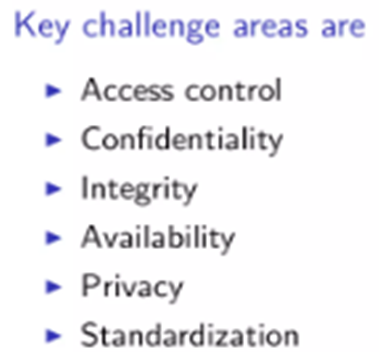 Key challenge areas are
► Access control
► Confidentiality
► Integrity
► Availability
► Privacy
► Standardization